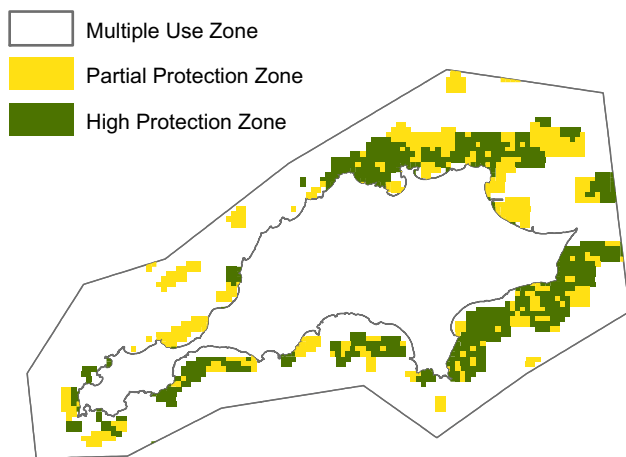 Multiple Use Zone
Partial Protection Zone
High Protection Zone